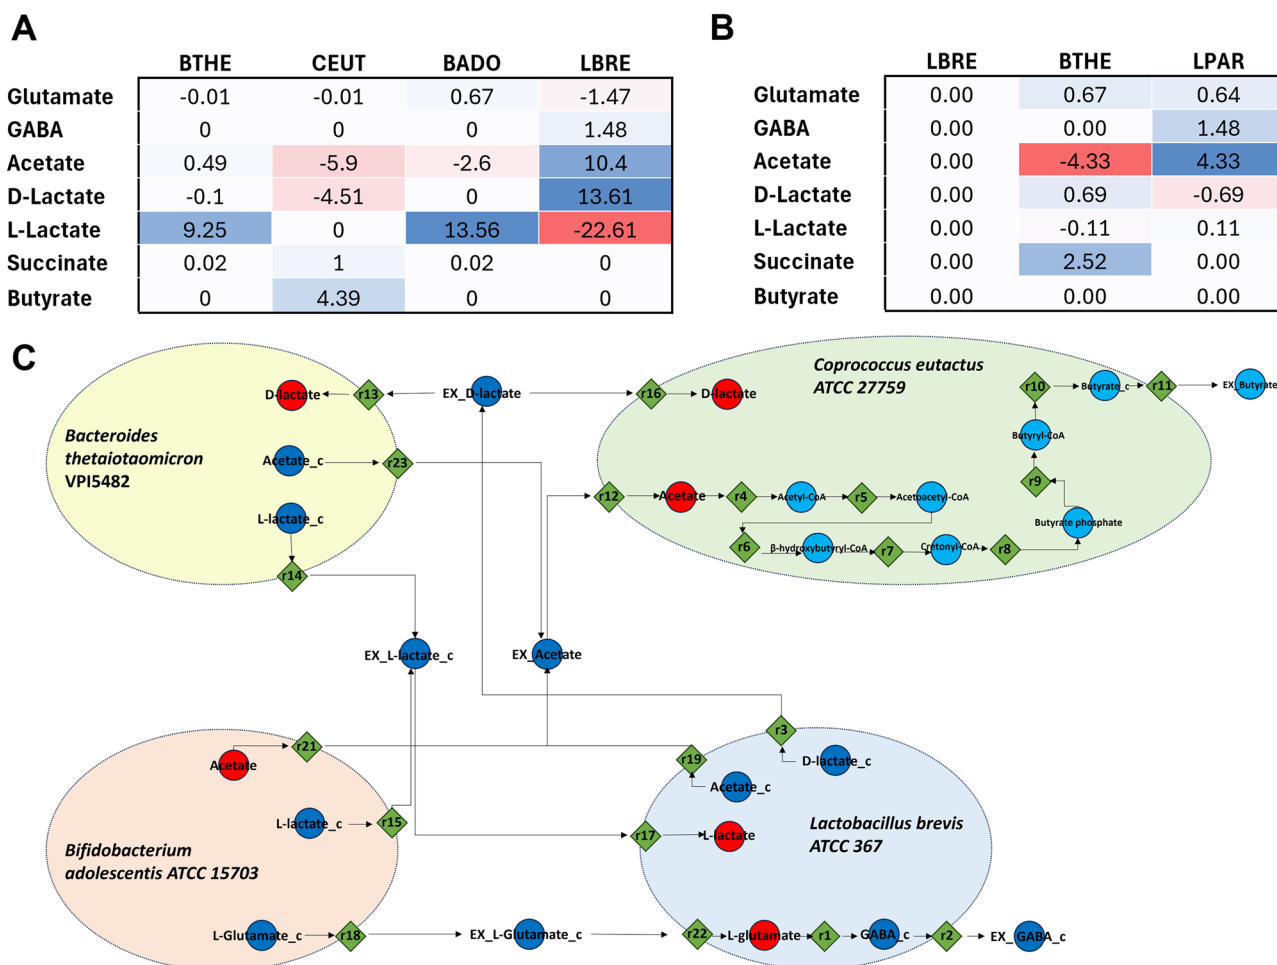 A
BTHE CEUT BADO LBRE
Glutamate -0.01 -0.01 0.67 -1.47
GABA 0 0 0 1.48
Acetate 0.49 -5.9 -2.6 10.4
D-Lactate -0.1 -4.51 0 13.61
L-Lactate 9.25 0 13.56 -22.61
Succinate 0.02 1 0.02 0
Butyrate 0 4.39 0 0
B
LBRE BTHE LPAR
Glutamate 0.00 0.67 0.64
GABA 0.00 0.00 1.48
Acetate 0.00 -4.33 4.33
D-Lactate 0.00 0.69 -0.69
L-Lactate 0.00 -0.11 0.11
Succinate 0.00 2.52 0.00
Butyrate 0.00 0.00 0.00
C
Bacteroides
thetaiotaomicron
VPI5482
D-lactate r13
Acetate_c r23
L-lactate_c
r14
EX_D-lactate
Coprococcus eutactus
ATCC 27759
r16 D-lactate
r10 Butyrate_c r11 EX_Butyrate
Butyryl-CoA
r9
r12 Acetate r4 Acetyl-CoA r5 Acetoacetyl-CoA
Butyrate phosphate
r6 β-hydroxybutyryl-CoA r7 Cretonyl-CoA r8
EX_L-lactate_c EX_Acetate
Acetate r21
L-lactate_c r15
Bifidobacterium
adolescentis ATCC 15703
L-Glutamate_c r18 EX_L-Glutamate_c
r3
r19 D-lactate_c
Acetate_c
r17 L-lactate
Lactobacillus brevis
ATCC 367
r22 L-glutamate r1 GABA_c r2 EX_GABA_c